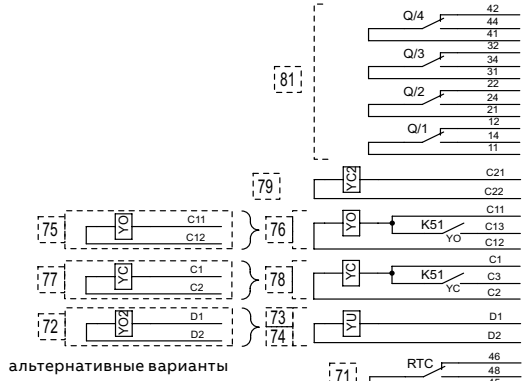 Q/4
42
44
41
Q/3
32
34
31
81
Q/2
22
24
21
Q/1
12
14
11
79
YC2
C21
C22
75
YO
C11
C12
76
YO
K51
YO
C11
C13
C12
77
YC
C1
C2
78
YC
K51
YC
C1
C3
C2
72
YO2
D1
D2
73
74
YU
D1
D2
альтернативные варианты
71
RTC
46
48
45